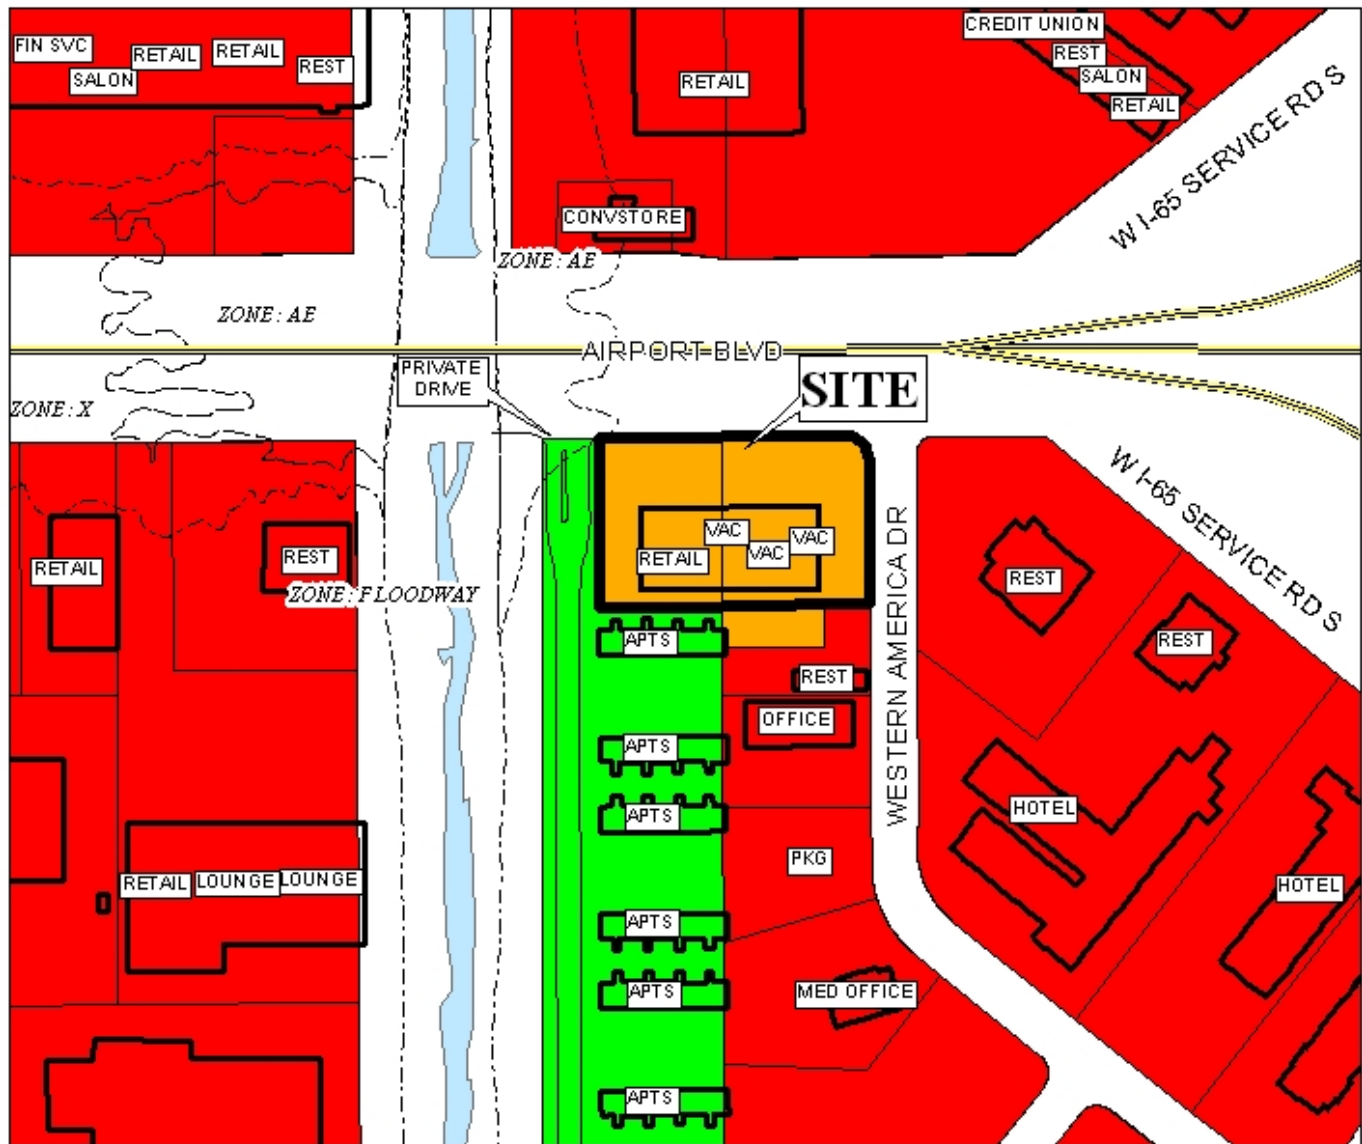 FIN SVC
RETAIL
RETAIL
SALON
REST
RETAIL
CREDIT UNION
REST
SALON
RETAIL
W I-65 SERVICE RD S
CONVSTORE
ZONE: AE
ZONE: AE
AIRPORT BLVD
PRIVATE
DRIVE
SITE
ZONE: X
W I-65 SERVICE RD S
RETAIL
REST
VAC
VAC
VAC
RETAIL
WESTERN AMERICA DR
REST
ZONE: FLOODWAY
APTS
REST
REST
OFFICE
APTS
APTS
HOTEL
PKG
RETAIL
LOUNGE
LOUNGE
HOTEL
APTS
APTS
MED OFFICE
APTS